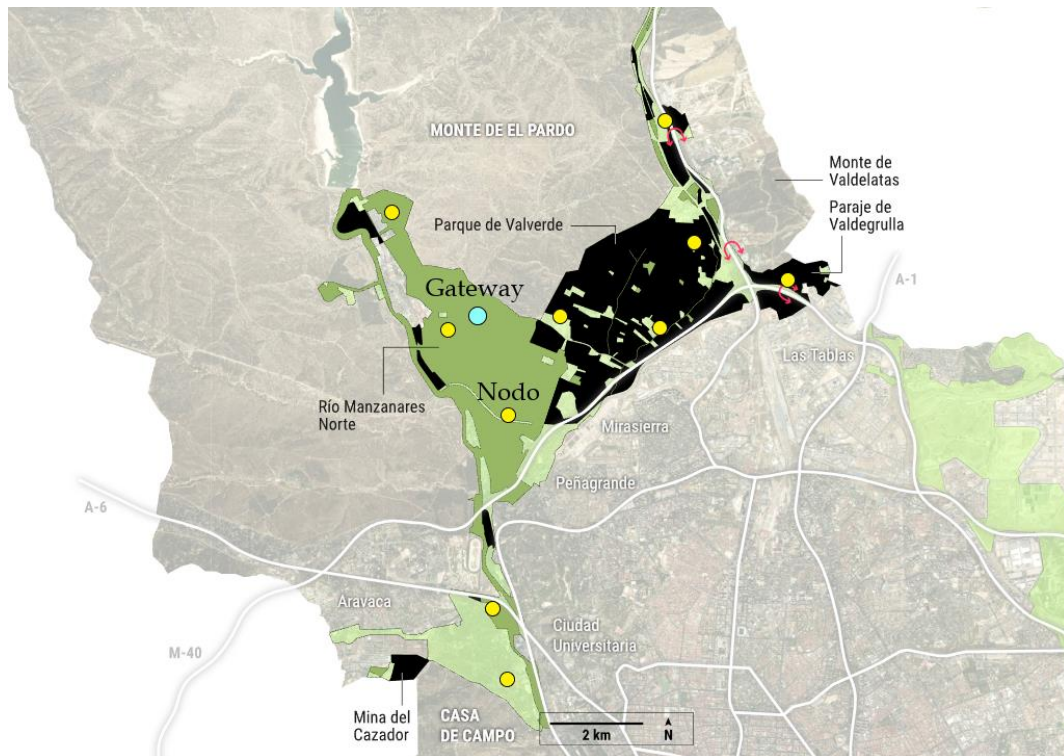 MONTE DE EL PARDO
Monte de
Valdelatas
Paraje de
Valdegrulla
Parque de Valverde
A-1
Gateway
Las Tablas
Nodo
Río Manzanares
Norte
Mirasierra
Peñagrande
A-6
Aravaca
Ciudad
Universitaria
M-40
Mina del
Cazador
CASA
DE CAMPO
2 km
N